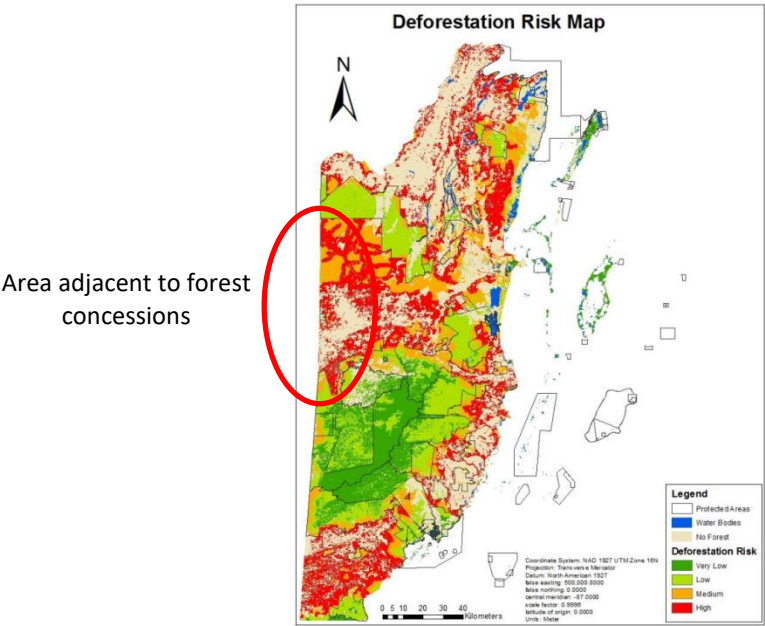 Deforestation Risk Map
N
Area adjacent to forest
concessions
Legend
Protected Areas
Water Bodies
No Forest
Deforestation Risk
Very Low
Low
Medium
High
Coordinate System: NAD 1927 UTM Zone 16N
Projection: Transverse Mercator
Datum: North American 1927
false easting: 500,000.0000
false northing: 0.0000
central meridian: -87.0000
scale factor: 0.9996
latitude of origin: 0.0000
Units: Meter
0 5 10 20 30 40
Kilometers